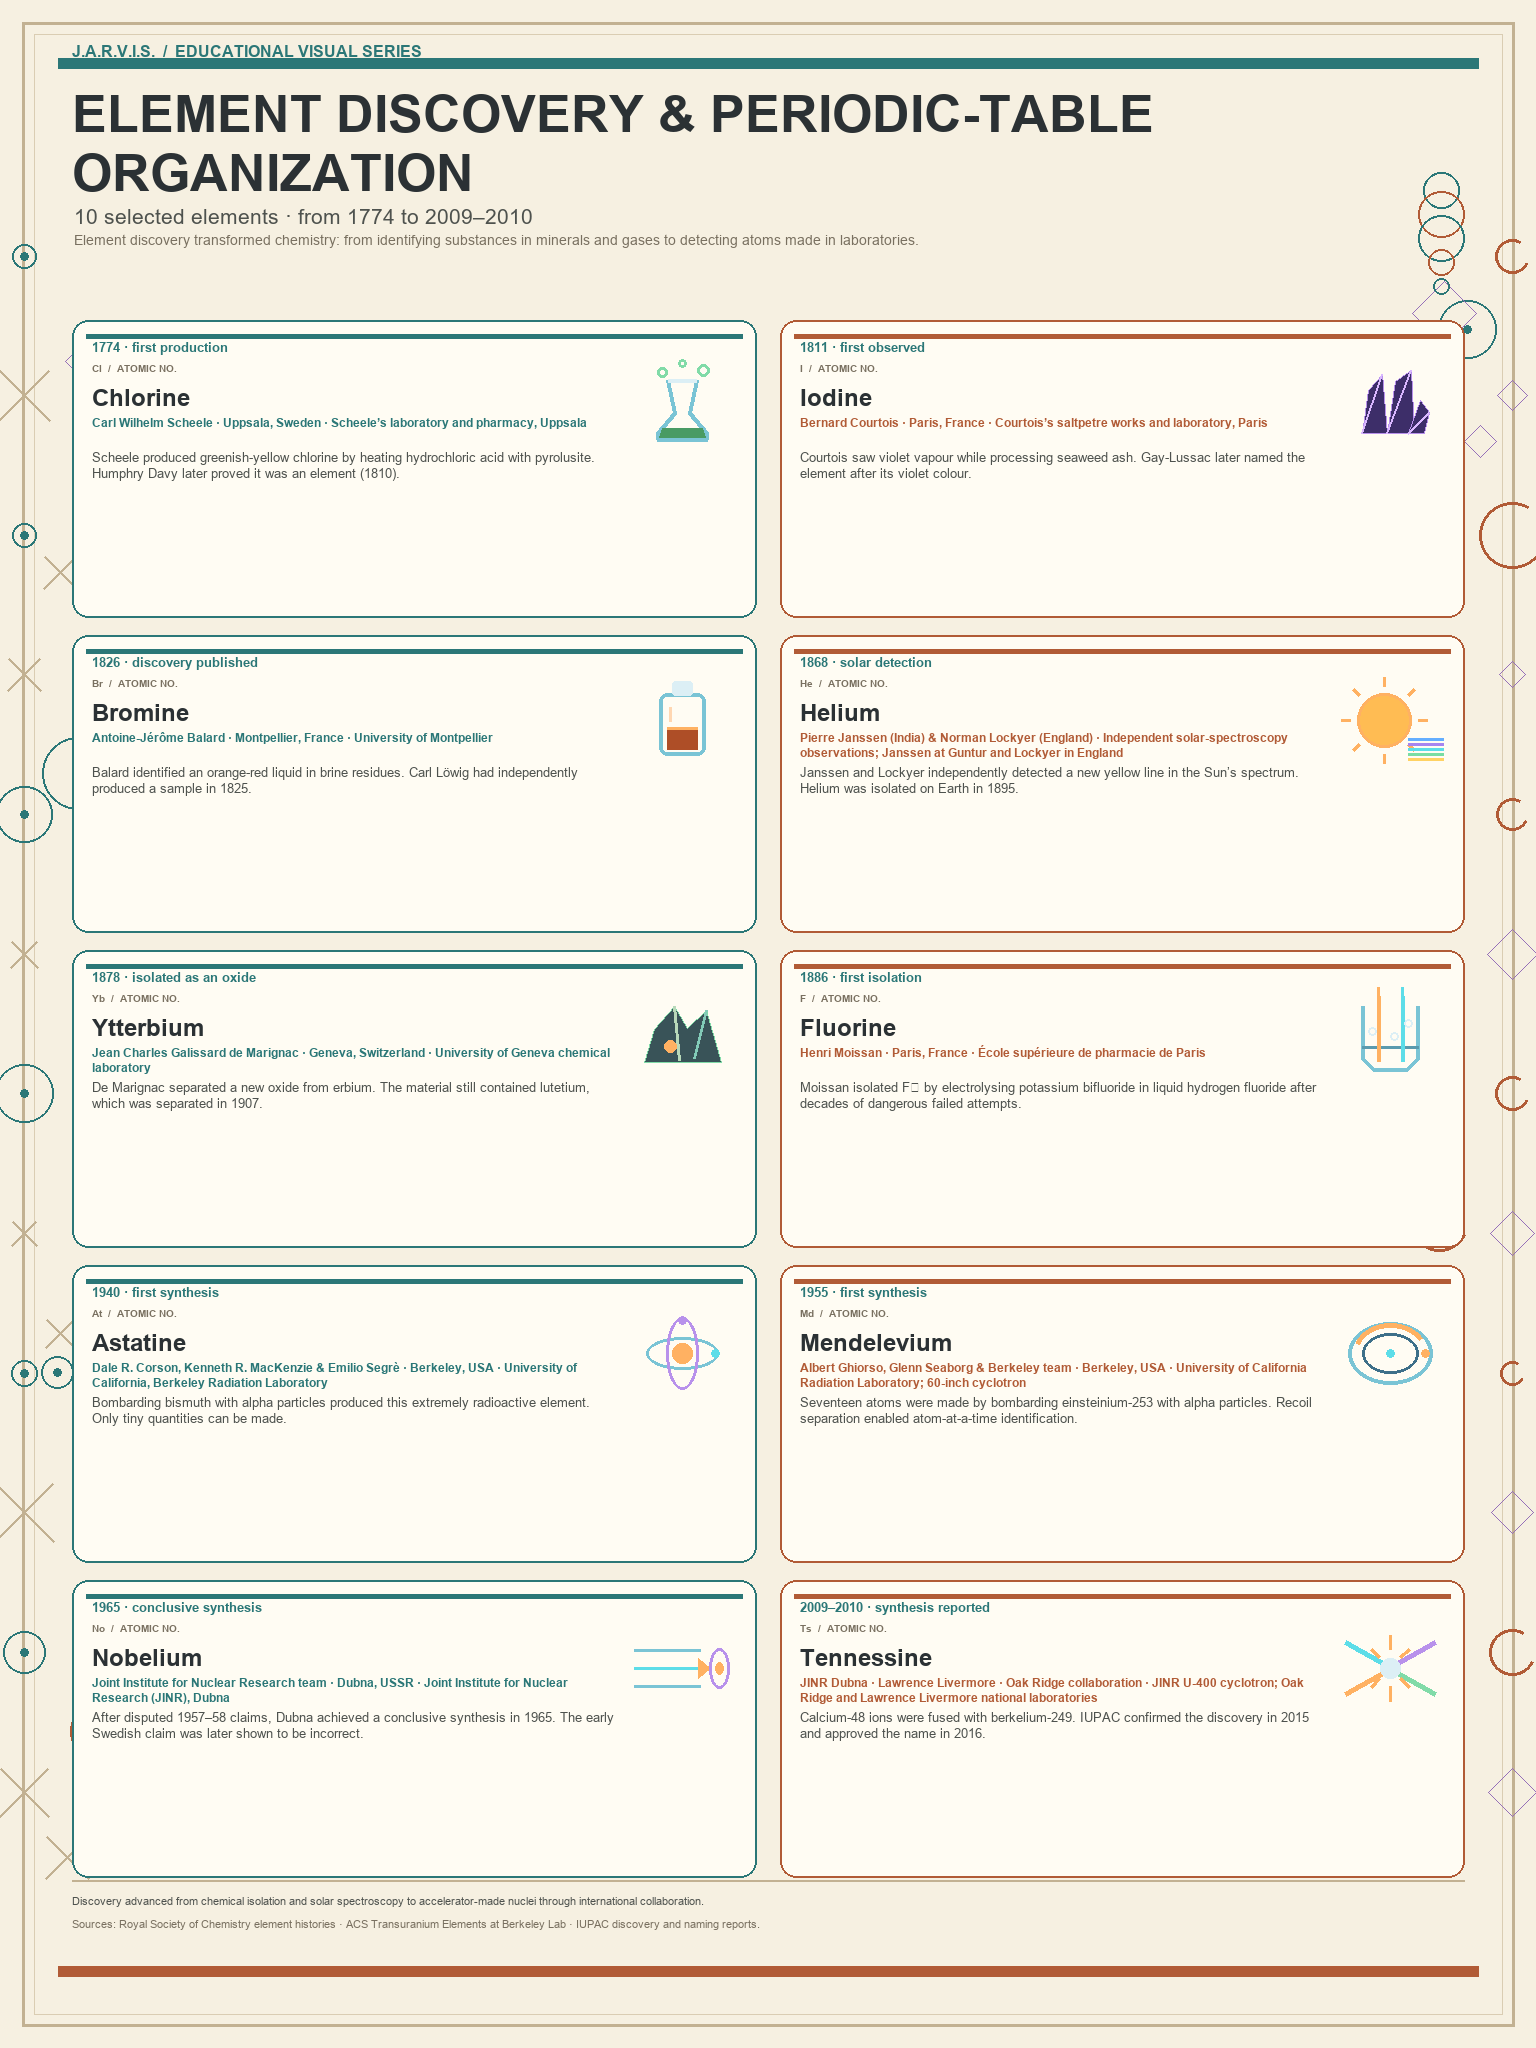 J.A.R.V.I.S. / EDUCATIONAL VISUAL SERIES
ELEMENT DISCOVERY & PERIODIC-TABLE
ORGANIZATION
10 selected elements · from 1774 to 2009–2010
Element discovery transformed chemistry: from identifying substances in minerals and gases to detecting atoms made in laboratories.
1774 · first production
Cl / ATOMIC NO.
Chlorine
Carl Wilhelm Scheele · Uppsala, Sweden · Scheele’s laboratory and pharmacy, Uppsala
Scheele produced greenish-yellow chlorine by heating hydrochloric acid with pyrolusite.
Humphry Davy later proved it was an element (1810).
1811 · first observed
I / ATOMIC NO.
Iodine
Bernard Courtois · Paris, France · Courtois’s saltpetre works and laboratory, Paris
Courtois saw violet vapour while processing seaweed ash. Gay-Lussac later named the
element after its violet colour.
1826 · discovery published
Br / ATOMIC NO.
Bromine
Antoine-Jérôme Balard · Montpellier, France · University of Montpellier
Balard identified an orange-red liquid in brine residues. Carl Löwig had independently
produced a sample in 1825.
1868 · solar detection
He / ATOMIC NO.
Helium
Pierre Janssen (India) & Norman Lockyer (England) · Independent solar-spectroscopy
observations; Janssen at Guntur and Lockyer in England
Janssen and Lockyer independently detected a new yellow line in the Sun’s spectrum.
Helium was isolated on Earth in 1895.
1878 · isolated as an oxide
Yb / ATOMIC NO.
Ytterbium
Jean Charles Galissard de Marignac · Geneva, Switzerland · University of Geneva chemical
laboratory
De Marignac separated a new oxide from erbium. The material still contained lutetium,
which was separated in 1907.
1886 · first isolation
F / ATOMIC NO.
Fluorine
Henri Moissan · Paris, France · École supérieure de pharmacie de Paris
Moissan isolated F□ by electrolysing potassium bifluoride in liquid hydrogen fluoride after
decades of dangerous failed attempts.
1940 · first synthesis
At / ATOMIC NO.
Astatine
Dale R. Corson, Kenneth R. MacKenzie & Emilio Segrè · Berkeley, USA · University of
California, Berkeley Radiation Laboratory
Bombarding bismuth with alpha particles produced this extremely radioactive element.
Only tiny quantities can be made.
1955 · first synthesis
Md / ATOMIC NO.
Mendelevium
Albert Ghiorso, Glenn Seaborg & Berkeley team · Berkeley, USA · University of California
Radiation Laboratory; 60-inch cyclotron
Seventeen atoms were made by bombarding einsteinium-253 with alpha particles. Recoil
separation enabled atom-at-a-time identification.
1965 · conclusive synthesis
No / ATOMIC NO.
Nobelium
Joint Institute for Nuclear Research team · Dubna, USSR · Joint Institute for Nuclear
Research (JINR), Dubna
After disputed 1957–58 claims, Dubna achieved a conclusive synthesis in 1965. The early
Swedish claim was later shown to be incorrect.
2009–2010 · synthesis reported
Ts / ATOMIC NO.
Tennessine
JINR Dubna · Lawrence Livermore · Oak Ridge collaboration · JINR U-400 cyclotron; Oak
Ridge and Lawrence Livermore national laboratories
Calcium-48 ions were fused with berkelium-249. IUPAC confirmed the discovery in 2015
and approved the name in 2016.
Discovery advanced from chemical isolation and solar spectroscopy to accelerator-made nuclei through international collaboration.
Sources: Royal Society of Chemistry element histories · ACS Transuranium Elements at Berkeley Lab · IUPAC discovery and naming reports.